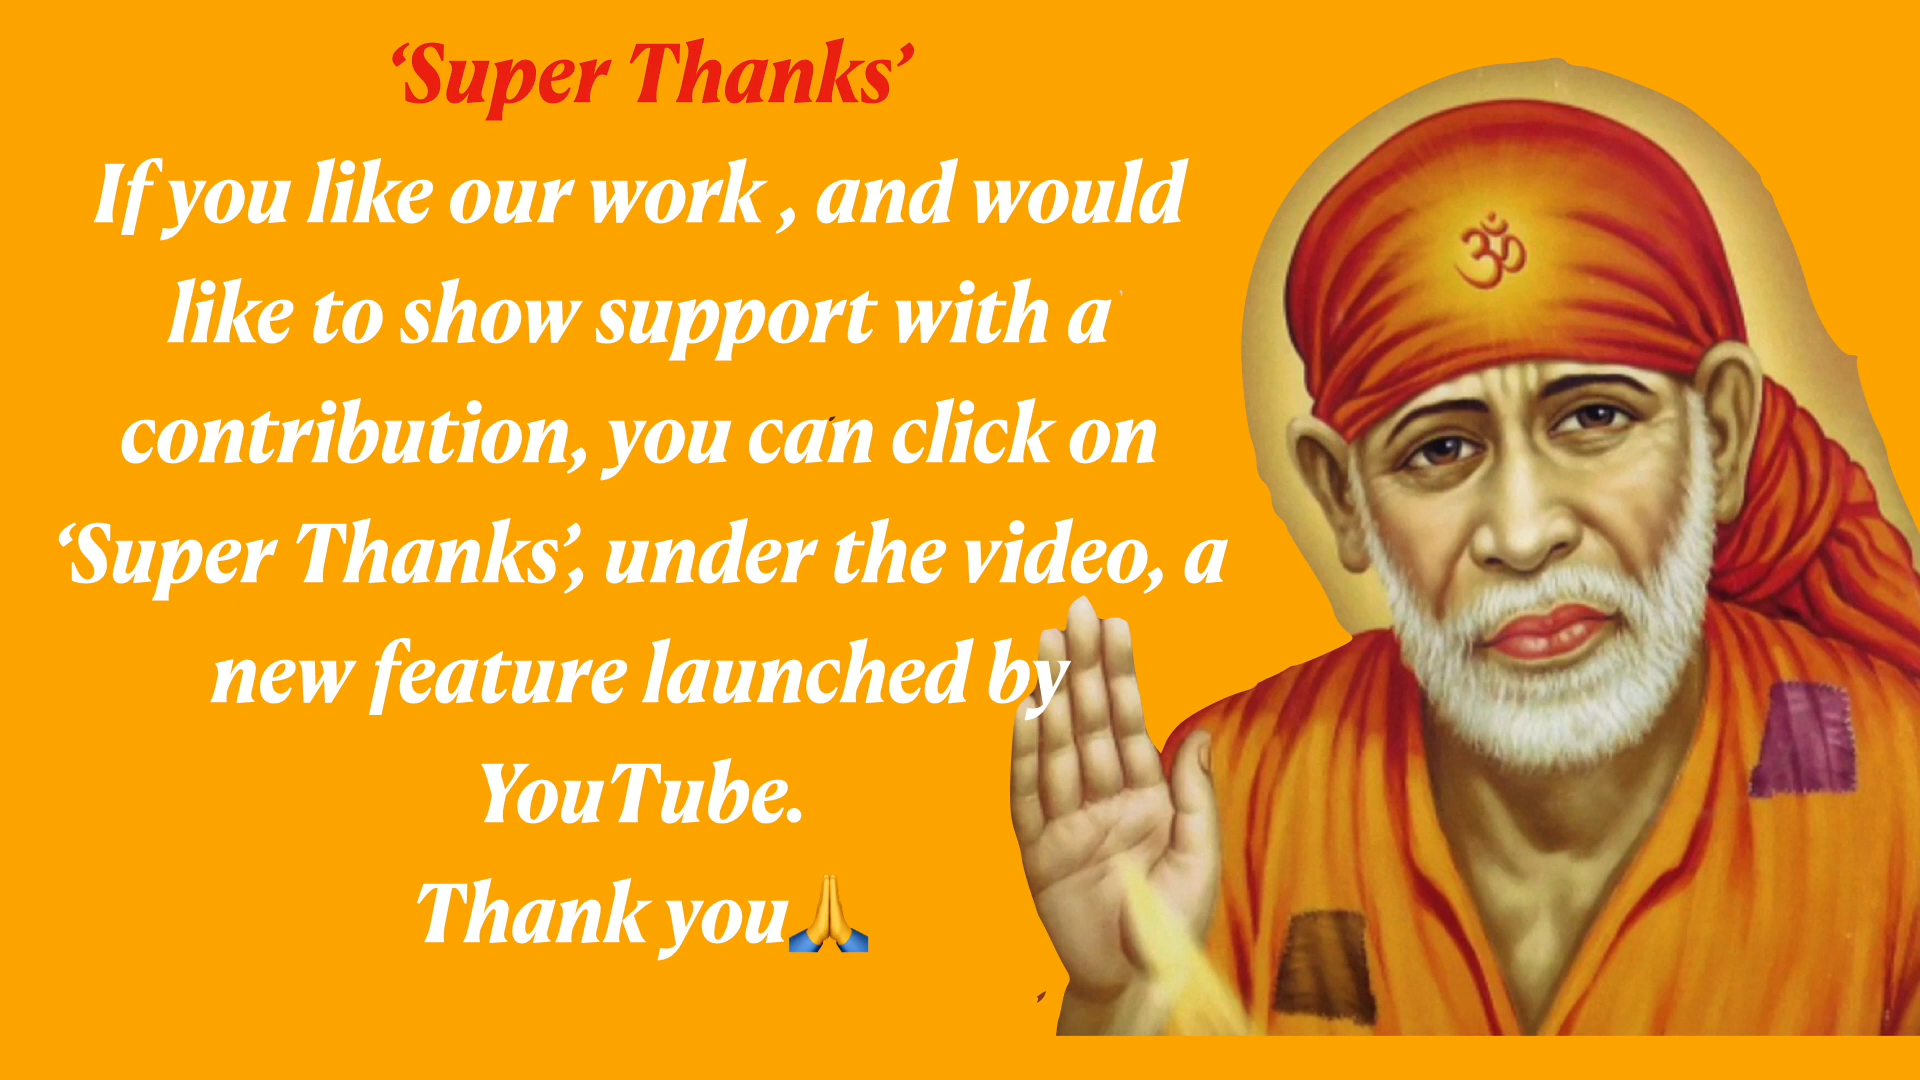 ‘Super Thanks’
If you like our work , and would
like to show support with a
contribution, you can click on
‘Super Thanks’, under the video, a
new feature launched by
YouTube.
Thank you🙏
ॐ